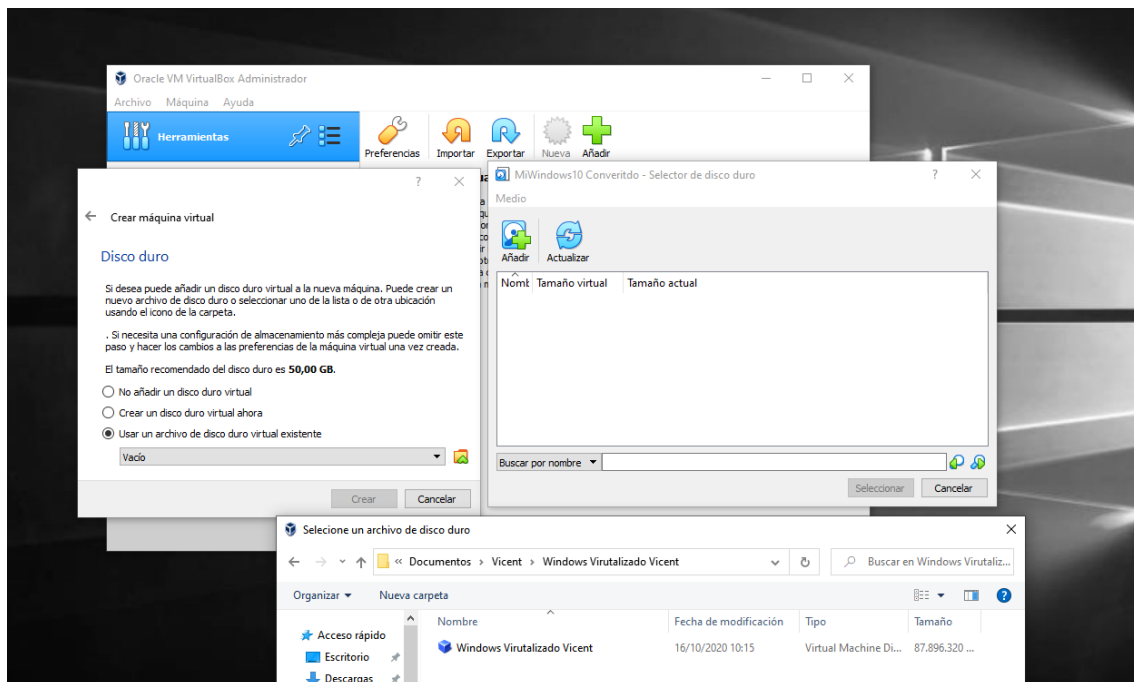 Oracle VM VirtualBox Administrador
Archivo Máquina Ayuda
Herramientas
Preferencias Importar Exportar Nueva Añadir
Crear máquina virtual
Disco duro
Si desea puede añadir un disco duro virtual a la nueva máquina. Puede crear un
nuevo archivo de disco duro o seleccionar uno de la lista o de otra ubicación
usando el icono de la carpeta.
. Si necesita una configuración de almacenamiento más compleja puede omitir este
paso y hacer los cambios a las preferencias de la máquina virtual una vez creada.
El tamaño recomendado del disco duro es 50,00 GB.
No añadir un disco duro virtual
Crear un disco duro virtual ahora
Usar un archivo de disco duro virtual existente
Vacío
Crear Cancelar
MiWindows10 Converitdo - Selector de disco duro
Medio
Añadir Actualizar
Noml Tamaño virtual Tamaño actual
Buscar por nombre
Seleccionar Cancelar
Selecione un archivo de disco duro
« Documentos > Vicent > Windows Virutalizado Vicent
Buscar en Windows Virutaliz...
Organizar Nueva carpeta
Nombre Fecha de modificación Tipo Tamaño
Acceso rápido
Windows Virutalizado Vicent 16/10/2020 10:15 Virtual Machine Di... 87.896.320 ...
Escritorio
Descargas